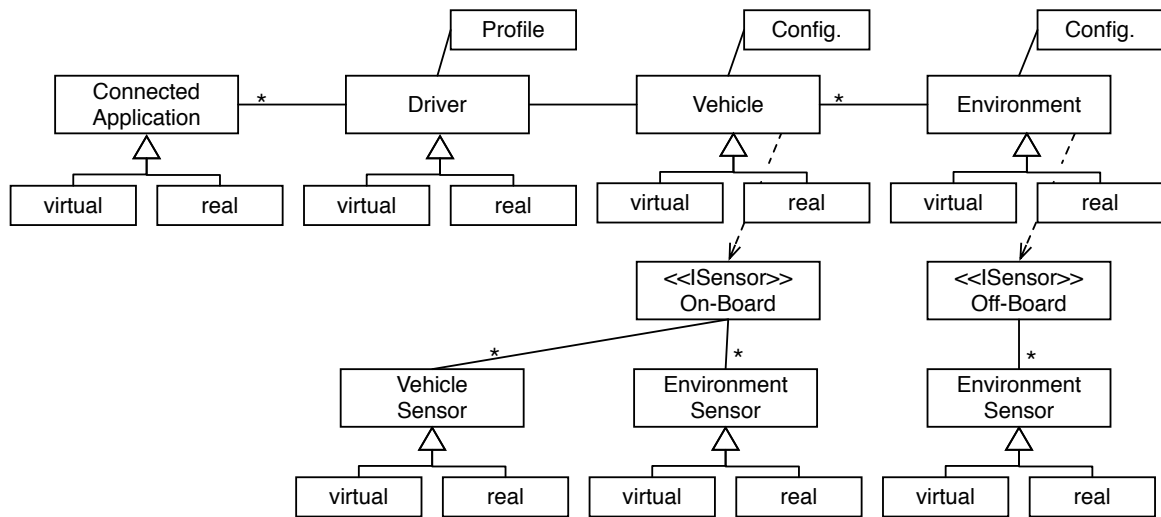 Profile
Config.
Config.
Connected
Application
*
Driver
Vehicle
*
Environment
virtual
real
virtual
real
virtual
real
virtual
real
<<ISensor>>
On-Board
<<ISensor>>
Off-Board
*
*
*
Vehicle
Sensor
Environment
Sensor
Environment
Sensor
virtual
real
virtual
real
virtual
real